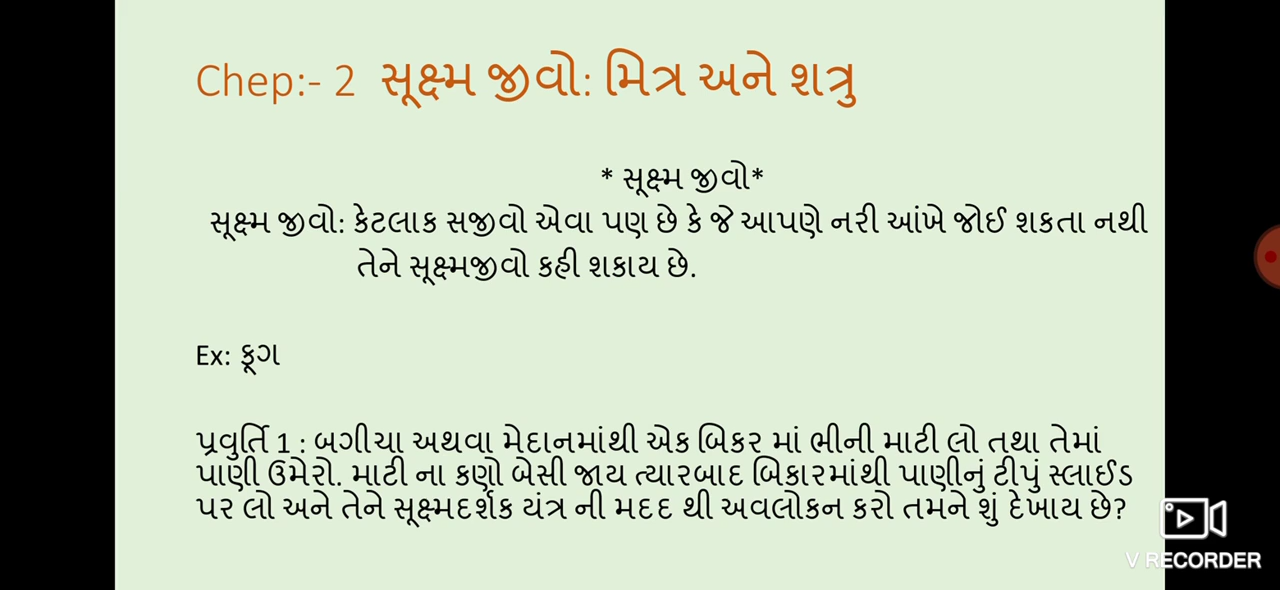 Chep:- 2 સૂક્ષ્મ જીવો: મિત્ર અને શત્રુ
* સૂક્ષ્મ જીવો*
સૂક્ષ્મ જીવો: કેટલાક સજીવો એવા પણ છે કે જે આપણે નરી આંખે જોઈ શકતા નથી
તેને સૂક્ષ્મજીવો કહી શકાય છે.
Ex: ફૂગ
પ્રવુર્તિ 1 : બગીચા અથવા મેદાનમાંથી એક બિકર માં ભીની માટી લો તથા તેમાં
પાણી ઉમેરો. માટી ના કણો બેસી જાય ત્યારબાદ બિકારમાંથી પાણીનું ટીપું સ્લાઈડ
પર લો અને તેને સૂક્ષ્મદર્શક યંત્ર ની મદદ થી અવલોકન કરો તમને શું દેખાય છે?
V RECORDER